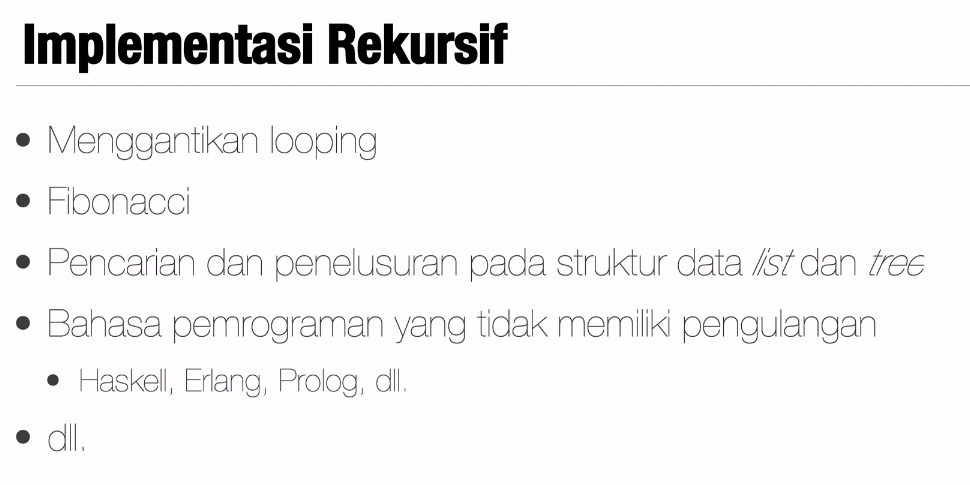 Implementasi Rekursif
• Menggantikan looping
• Fibonacci
• Pencarian dan penelusuran pada struktur data list dan tree
• Bahasa pemrograman yang tidak memiliki pengulangan
• Haskell, Erlang, Prolog, dll.
• dll.